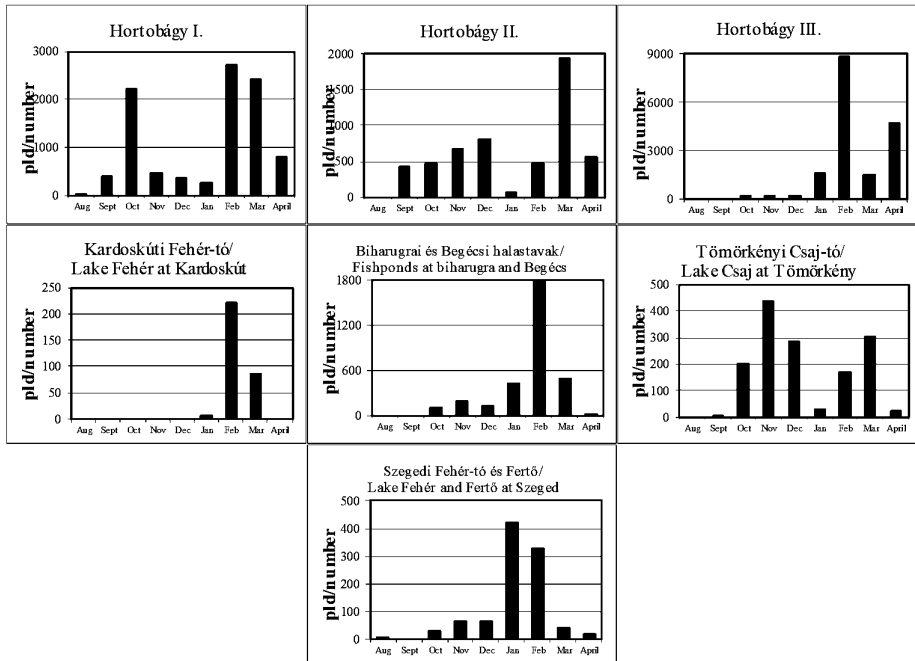 Hortobágy I.
pld/number
3000
2000
1000
0
Aug Sept Oct Nov Dec Jan Feb Mar April
Hortobágy II.
pld/number
2000
1500
1000
500
0
Aug Sept Oct Nov Dec Jan Feb Mar April
Hortobágy III.
pld/number
9000
6000
3000
0
Aug Sept Oct Nov Dec Jan Feb Mar April
Kardoskúti Fehér-tó/
Lake Fehér at Kardoskút
pld/number
250
200
150
100
50
0
Aug Sept Oct Nov Dec Jan Feb Mar April
Biharugrai és Begécsi halastavak/
Fishponds at biharugra and Begécs
pld/number
1800
1200
600
0
Aug Sept Oct Nov Dec Jan Feb Mar April
Tömörkényi Csaj-tó/
Lake Csaj at Tömörkény
pld/number
500
400
300
200
100
0
Aug Sept Oct Nov Dec Jan Feb Mar April
Szegedi Fehér-tó és Fertő/
Lake Fehér and Fertő at Szeged
pld/number
500
400
300
200
100
0
Aug Sept Oct Nov Dec Jan Feb Mar April